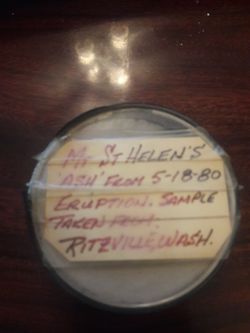 MT ST HELEN'S
'ASH' FROM 5-18-80
ERUPTION. SAMPLE
TAKEN FROM:
RITZVILLE, WASH.